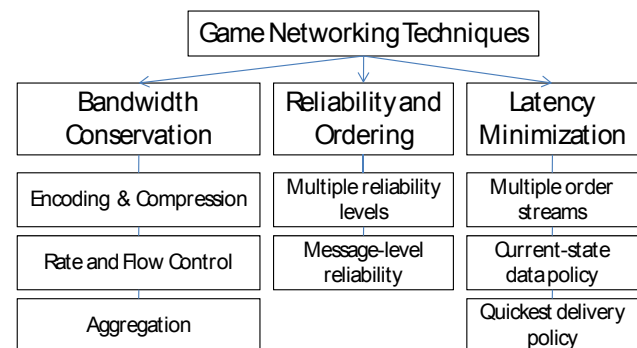 Game Networking Techniques
Bandwidth
Conservation
Reliability and
Ordering
Latency
Minimization
Encoding & Compression
Rate and Flow Control
Aggregation
Multiple reliability
levels
Message-level
reliability
Multiple order
streams
Current-state
data policy
Quickest delivery
policy